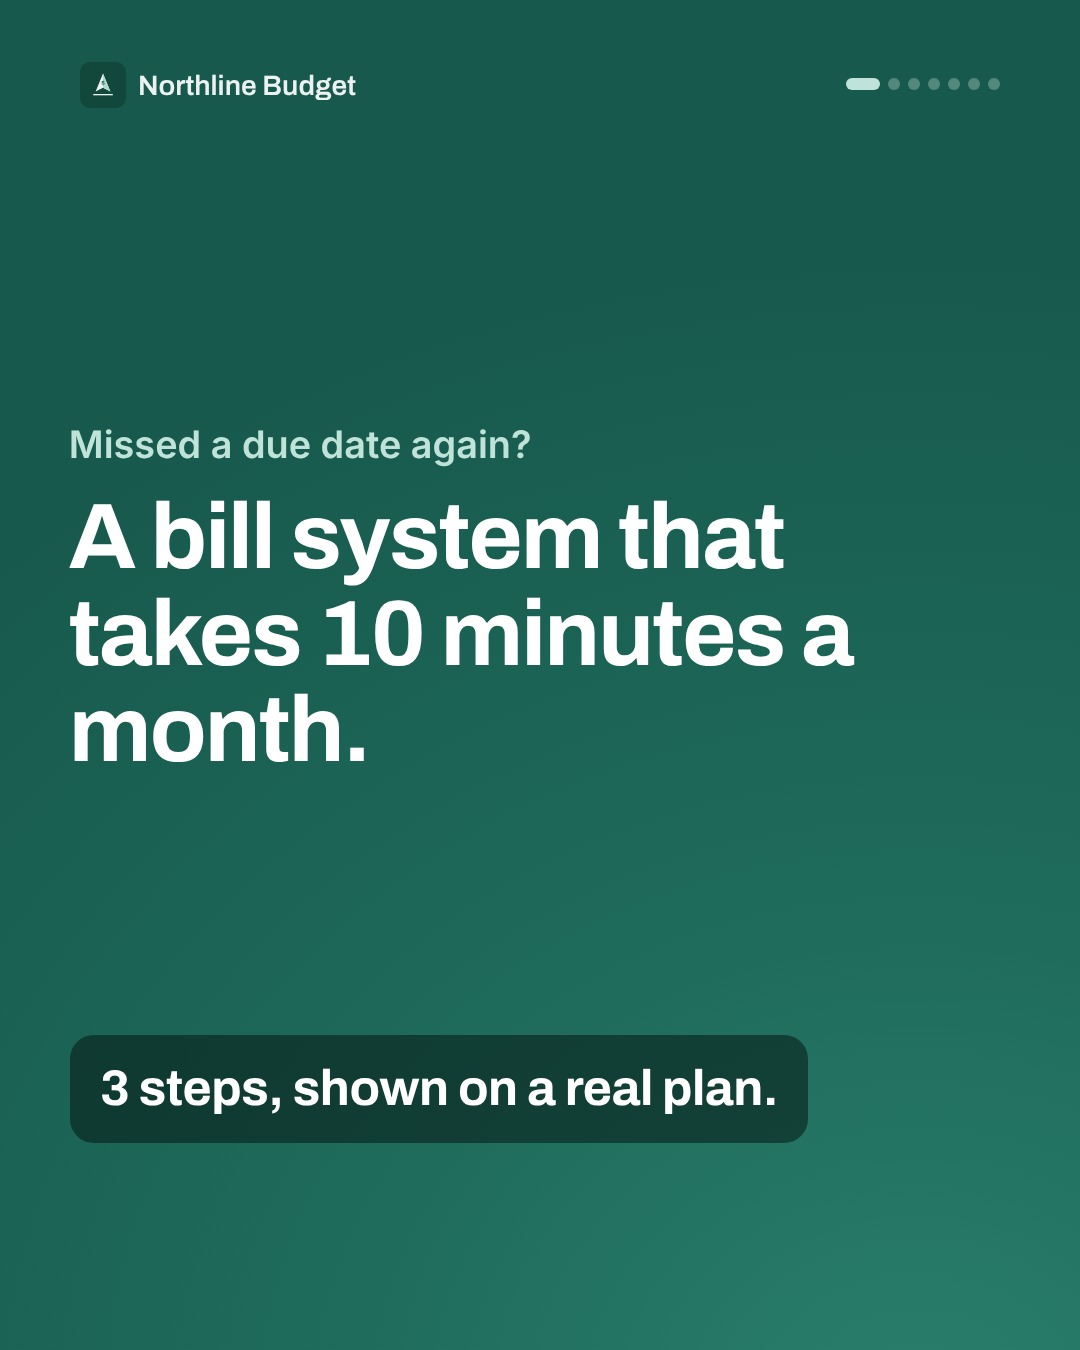 Northline Budget
Missed a due date again?
A bill system that
takes 10 minutes a
month.
3 steps, shown on a real plan.